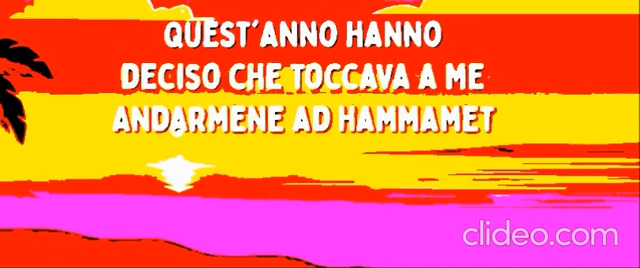 QUEST'ANNO HANNO
DECISO CHE TOCCAVA A ME
ANDARMENE AD HAMMAMET
clideo.com